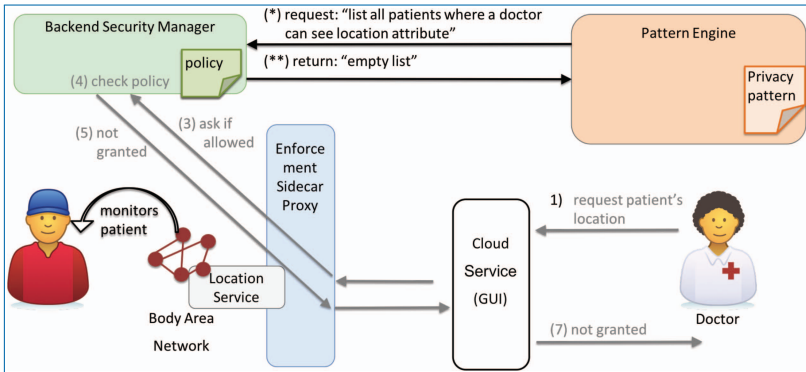 Backend Security Manager
(*) request: “list all patients where a doctor
can see location attribute”
Pattern Engine
policy
(**) return: “empty list”
(4) check policy
Privacy
pattern
(5) not
granted
(3) ask if
allowed
Enforce
ment
Sidecar
Proxy
monitors
patient
1) request patient’s
location
Cloud
Service
(GUI)
Location
Service
Body Area
Network
Doctor
(7) not granted